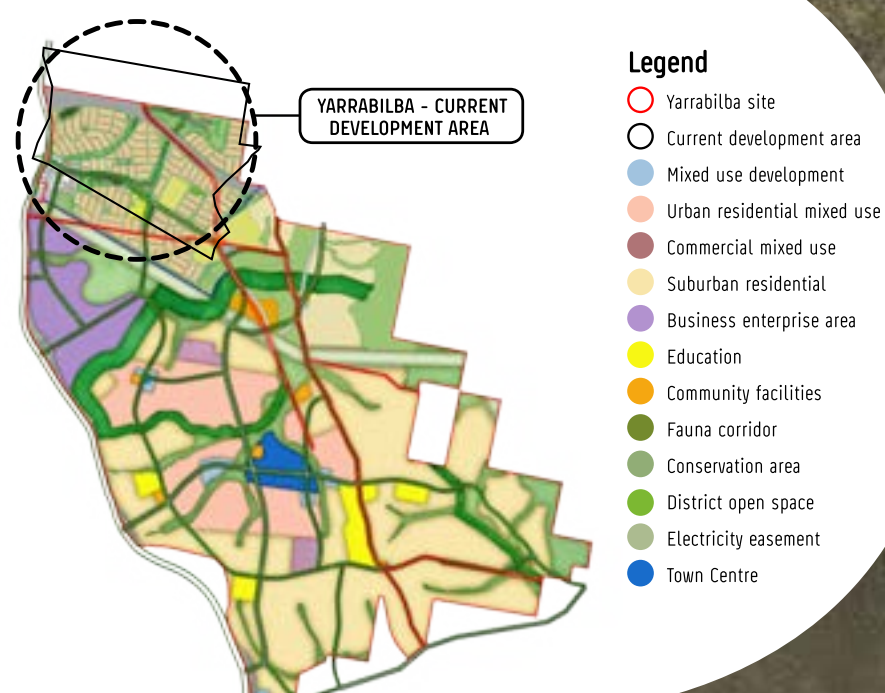 YARRABILBA - CURRENT
DEVELOPMENT AREA
Legend
Yarrabilba site
Current development area
Mixed use development
Urban residential mixed use
Commercial mixed use
Suburban residential
Business enterprise area
Education
Community facilities
Fauna corridor
Conservation area
District open space
Electricity easement
Town Centre